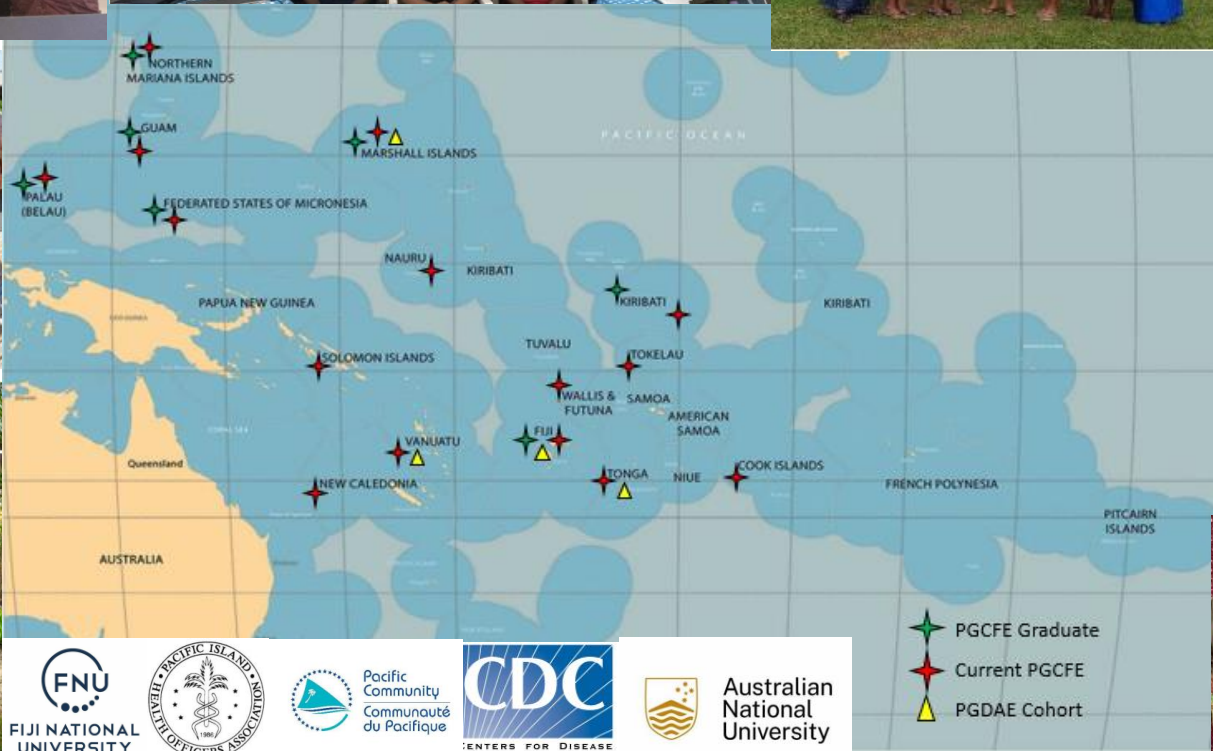 NORTHERN
MARIANA ISLANDS
GUAM
MARSHALL ISLANDS
PALAU
(BELAU)
FEDERATED STATES OF MICRONESIA
PACIFIC OCEAN
NAURU
KIRIBATI
PAPUA NEW GUINEA
KIRIBATI
KIRIBATI
SOLOMON ISLANDS
TUVALU
TOKELAU
WALLIS &
FUTUNA
SAMOA
AMERICAN
SAMOA
CORAL SEA
VANUATU
FIJI
Queensland
NEW CALEDONIA
TONGA
NIUE
COOK ISLANDS
FRENCH POLYNESIA
PITCAIRN
ISLANDS
AUSTRALIA
PGCFE Graduate
Current PGCFE
PGDAE Cohort
FNU
FIJI NATIONAL
UNIVERSITY
PACIFIC ISLAND
HEALTH OFFICERS ASSOCIATION
1986
Pacific
Community
Communauté
du Pacifique
CDC
CENTERS FOR DISEASE
Australian
National
University